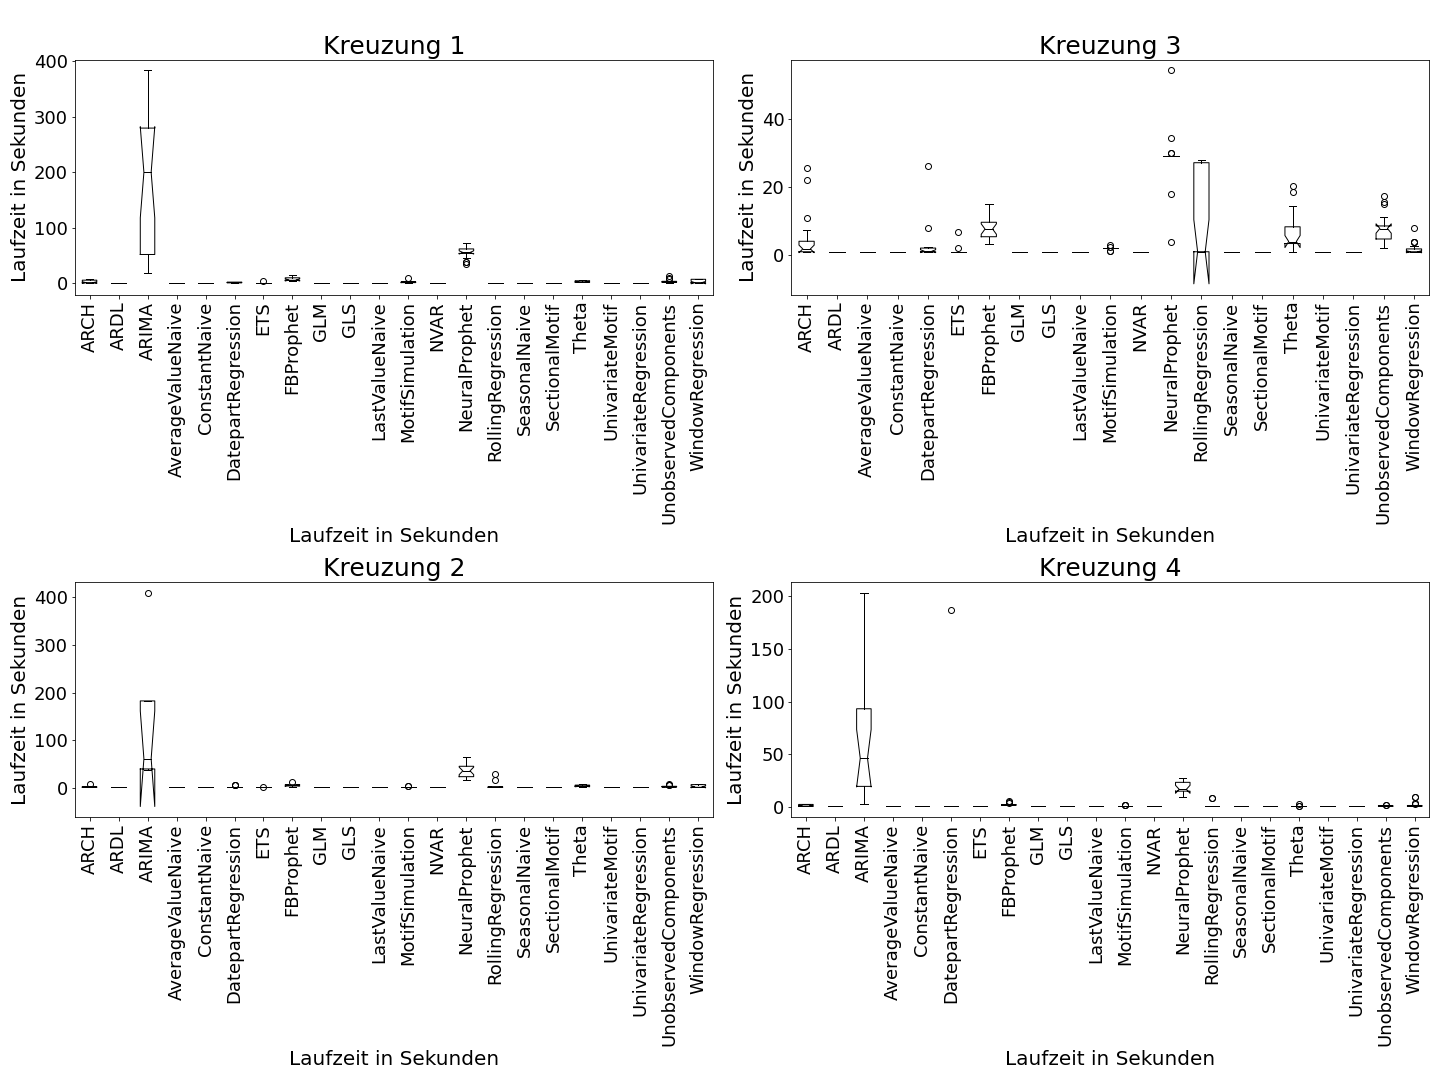 Kreuzung 1
Laufzeit in Sekunden
400
300
200
100
0
ARCH
ARDL
ARIMA
AverageValueNaive
ConstantNaive
DatepartRegression
ETS
FBProphet
GLM
GLS
LastValueNaive
MotifSimulation
NVAR
NeuralProphet
RollingRegression
SeasonalNaive
SectionalMotif
Theta
UnivariateMotif
UnivariateRegression
UnobservedComponents
WindowRegression
Laufzeit in Sekunden
Kreuzung 3
Laufzeit in Sekunden
40
20
0
ARCH
ARDL
AverageValueNaive
ConstantNaive
DatepartRegression
ETS
FBProphet
GLM
GLS
LastValueNaive
MotifSimulation
NVAR
NeuralProphet
RollingRegression
SeasonalNaive
SectionalMotif
Theta
UnivariateMotif
UnivariateRegression
UnobservedComponents
WindowRegression
Laufzeit in Sekunden
Kreuzung 2
Laufzeit in Sekunden
400
300
200
100
0
ARCH
ARDL
ARIMA
AverageValueNaive
ConstantNaive
DatepartRegression
ETS
FBProphet
GLM
GLS
LastValueNaive
MotifSimulation
NVAR
NeuralProphet
RollingRegression
SeasonalNaive
SectionalMotif
Theta
UnivariateMotif
UnivariateRegression
UnobservedComponents
WindowRegression
Laufzeit in Sekunden
Kreuzung 4
Laufzeit in Sekunden
200
150
100
50
0
ARCH
ARDL
ARIMA
AverageValueNaive
ConstantNaive
DatepartRegression
ETS
FBProphet
GLM
GLS
LastValueNaive
MotifSimulation
NVAR
NeuralProphet
RollingRegression
SeasonalNaive
SectionalMotif
Theta
UnivariateMotif
UnivariateRegression
UnobservedComponents
WindowRegression
Laufzeit in Sekunden